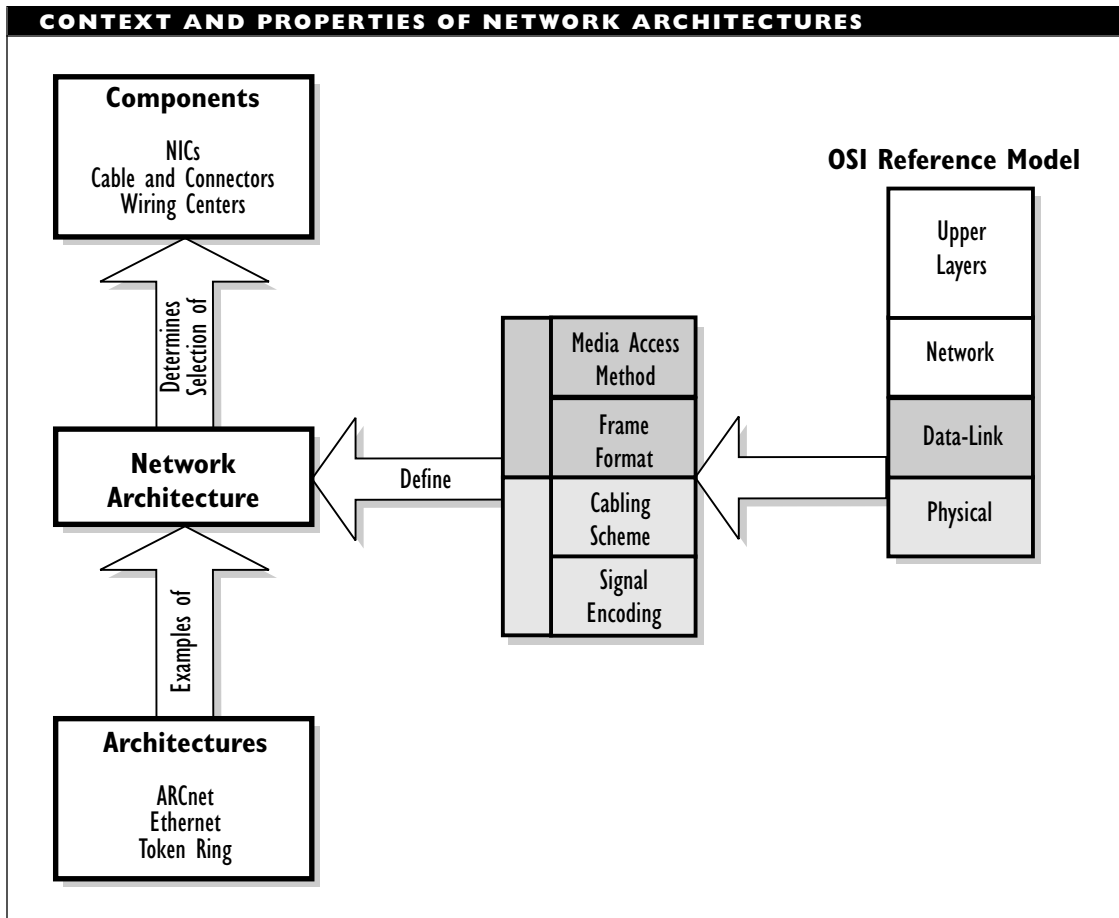 CONTEXT AND PROPERTIES OF NETWORK ARCHITECTURES
Components
NICs
Cable and Connectors
Wiring Centers
Determines
Selection of
Network
Architecture
Examples of
Architectures
ARCnet
Ethernet
Token Ring
Define
Media Access
Method
Frame
Format
Cabling
Scheme
Signal
Encoding
OSI Reference Model
Upper
Layers
Network
Data-Link
Physical